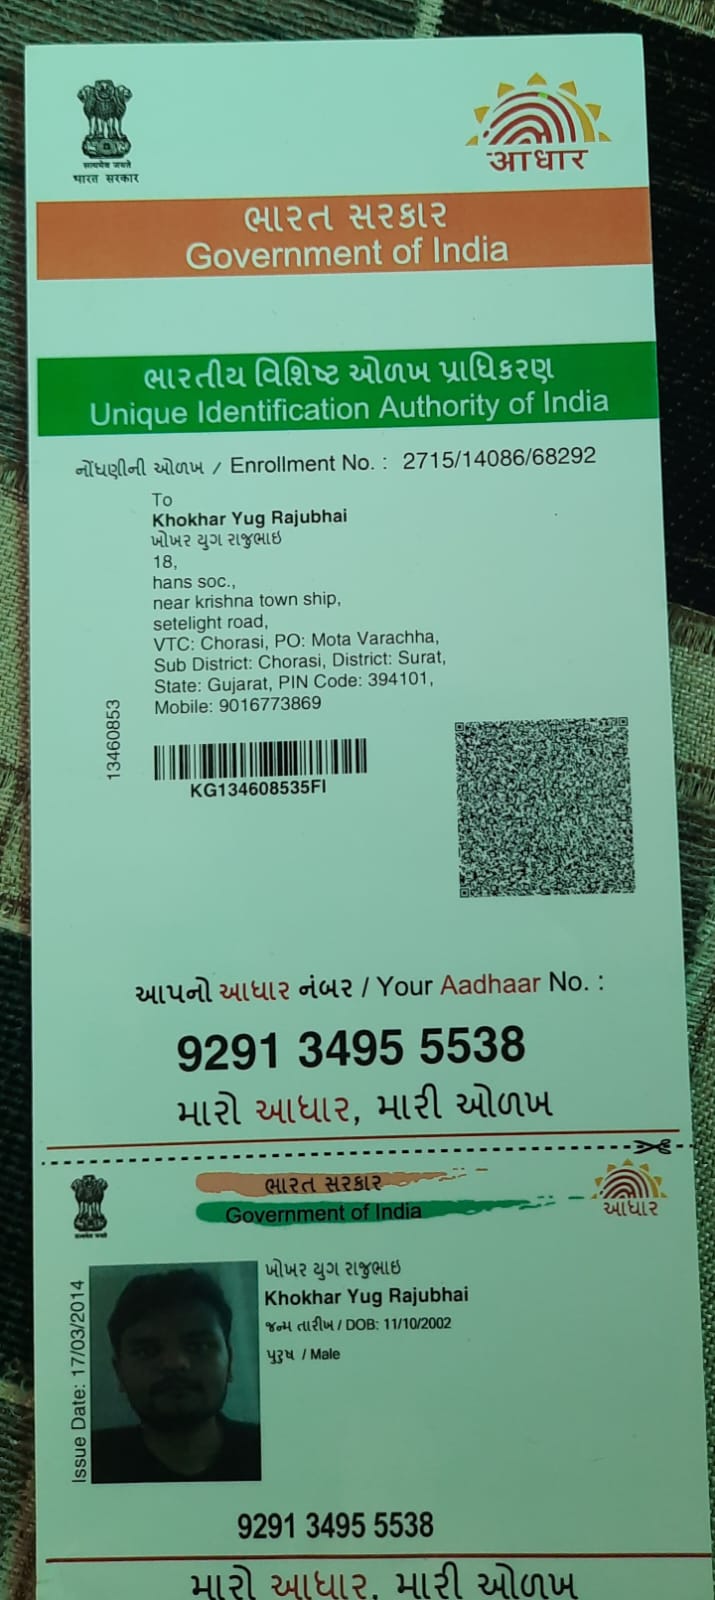 सत्यमेव जयते
भारत सरकार
आधार
ભારત સરકાર
Government of India
ભારતીય વિશિષ્ટ ઓળખ પ્રાધિકરણ
Unique Identification Authority of India
નોંધણીની ઓળખ / Enrollment No. : 2715/14086/68292
To
Khokhar Yug Rajubhai
ખોખર યુગ રાજુભાઇ
18,
hans soc.,
near krishna town ship,
setelight road,
VTC: Chorasi, PO: Mota Varachha,
Sub District: Chorasi, District: Surat,
State: Gujarat, PIN Code: 394101,
Mobile: 9016773869
13460853
KG134608535FI
આપનો આધાર નંબર / Your Aadhaar No. :
9291 3495 5538
મારો આધાર, મારી ઓળખ
ભારત સરકાર
Government of India
આધાર
ખોખર યુગ રાજુભાઇ
Khokhar Yug Rajubhai
જન્મ તારીખ / DOB: 11/10/2002
પુરુષ / Male
Issue Date: 17/03/2014
9291 3495 5538
મારો આધાર, મારી ઓળખ